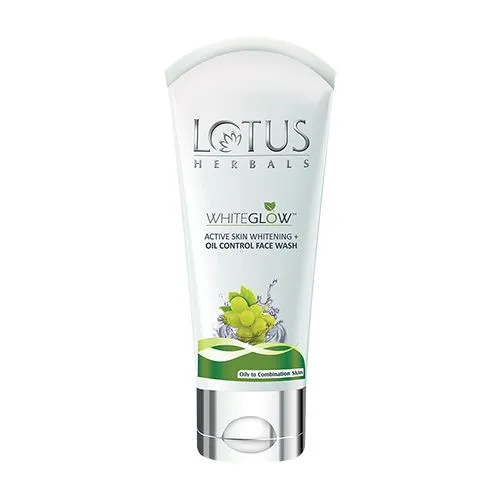 LOTUS
HERBALS
WHITEGLOW™
ACTIVE SKIN WHITENING +
OIL CONTROL FACE WASH
Oily to Combination Skin